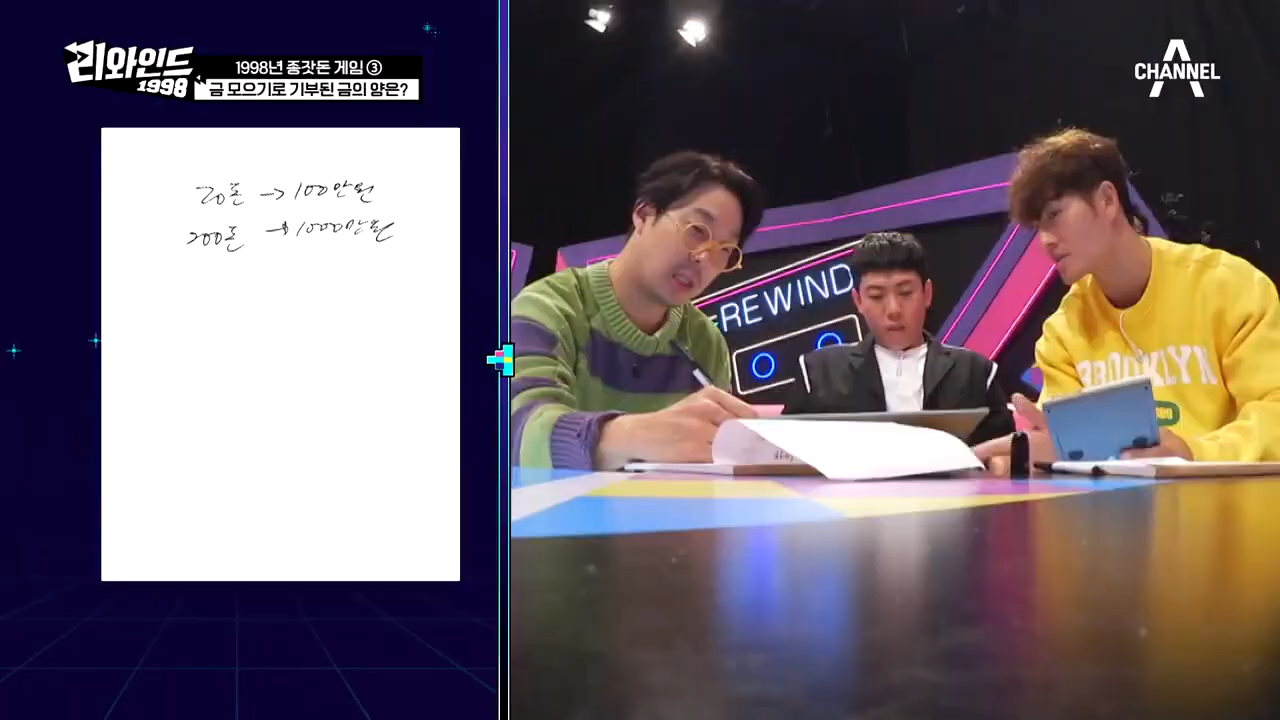 리와인드
1998
1998년 종잣돈 게임 ③
금 모으기로 기부된 금의 양은?
20돈 → 100만원
200돈 → 1000만원
CHANNEL A
REWIND
BROOKLYN